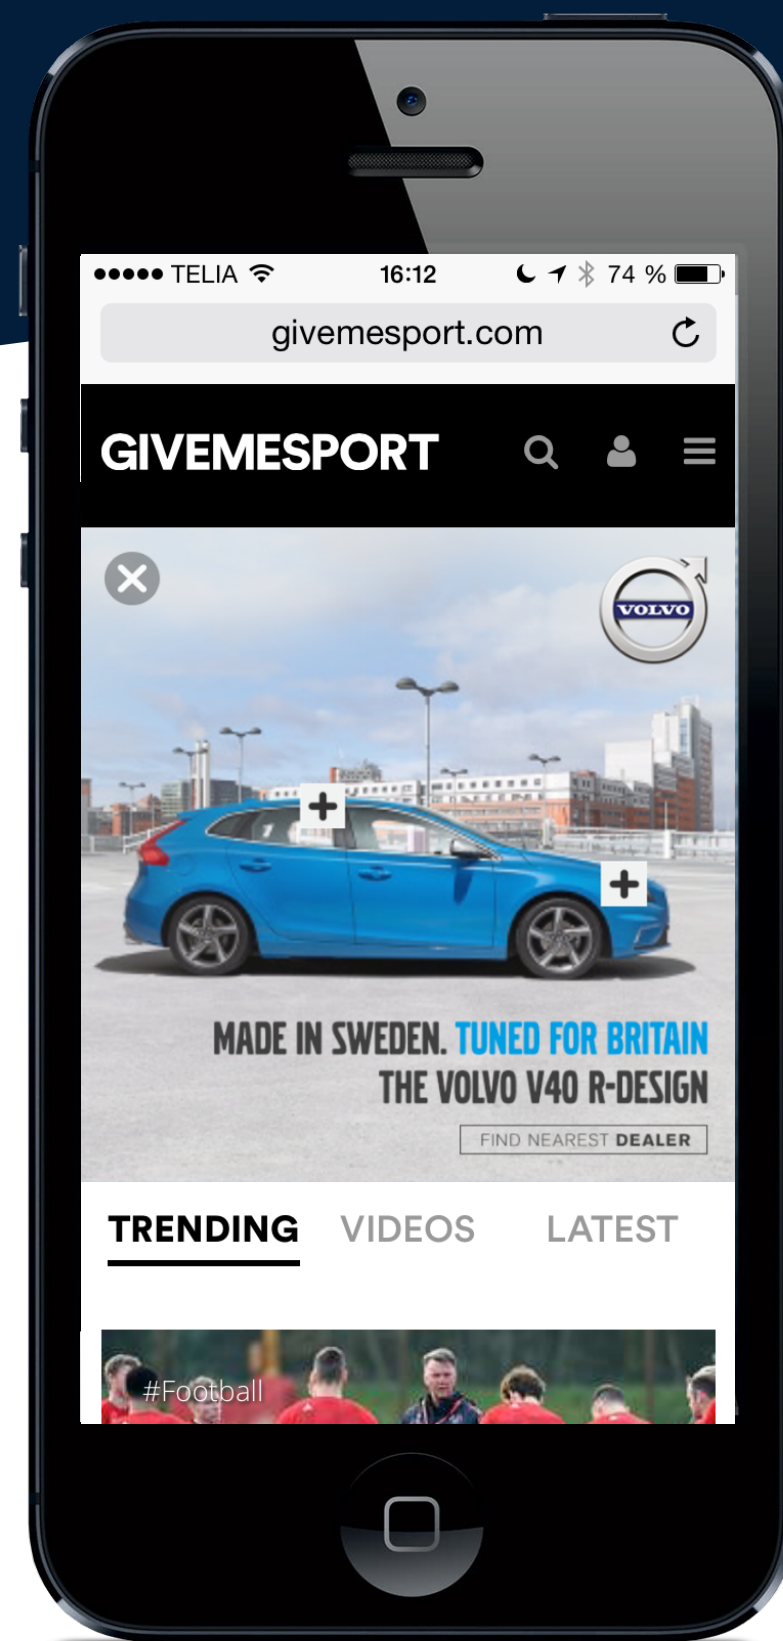 TELIA 16:12 74 %
givemesport.com
GIVEMESPORT
VOLVO
MADE IN SWEDEN. TUNED FOR BRITAIN
THE VOLVO V40 R-DESIGN
FIND NEAREST DEALER
TRENDING VIDEOS LATEST
#Football